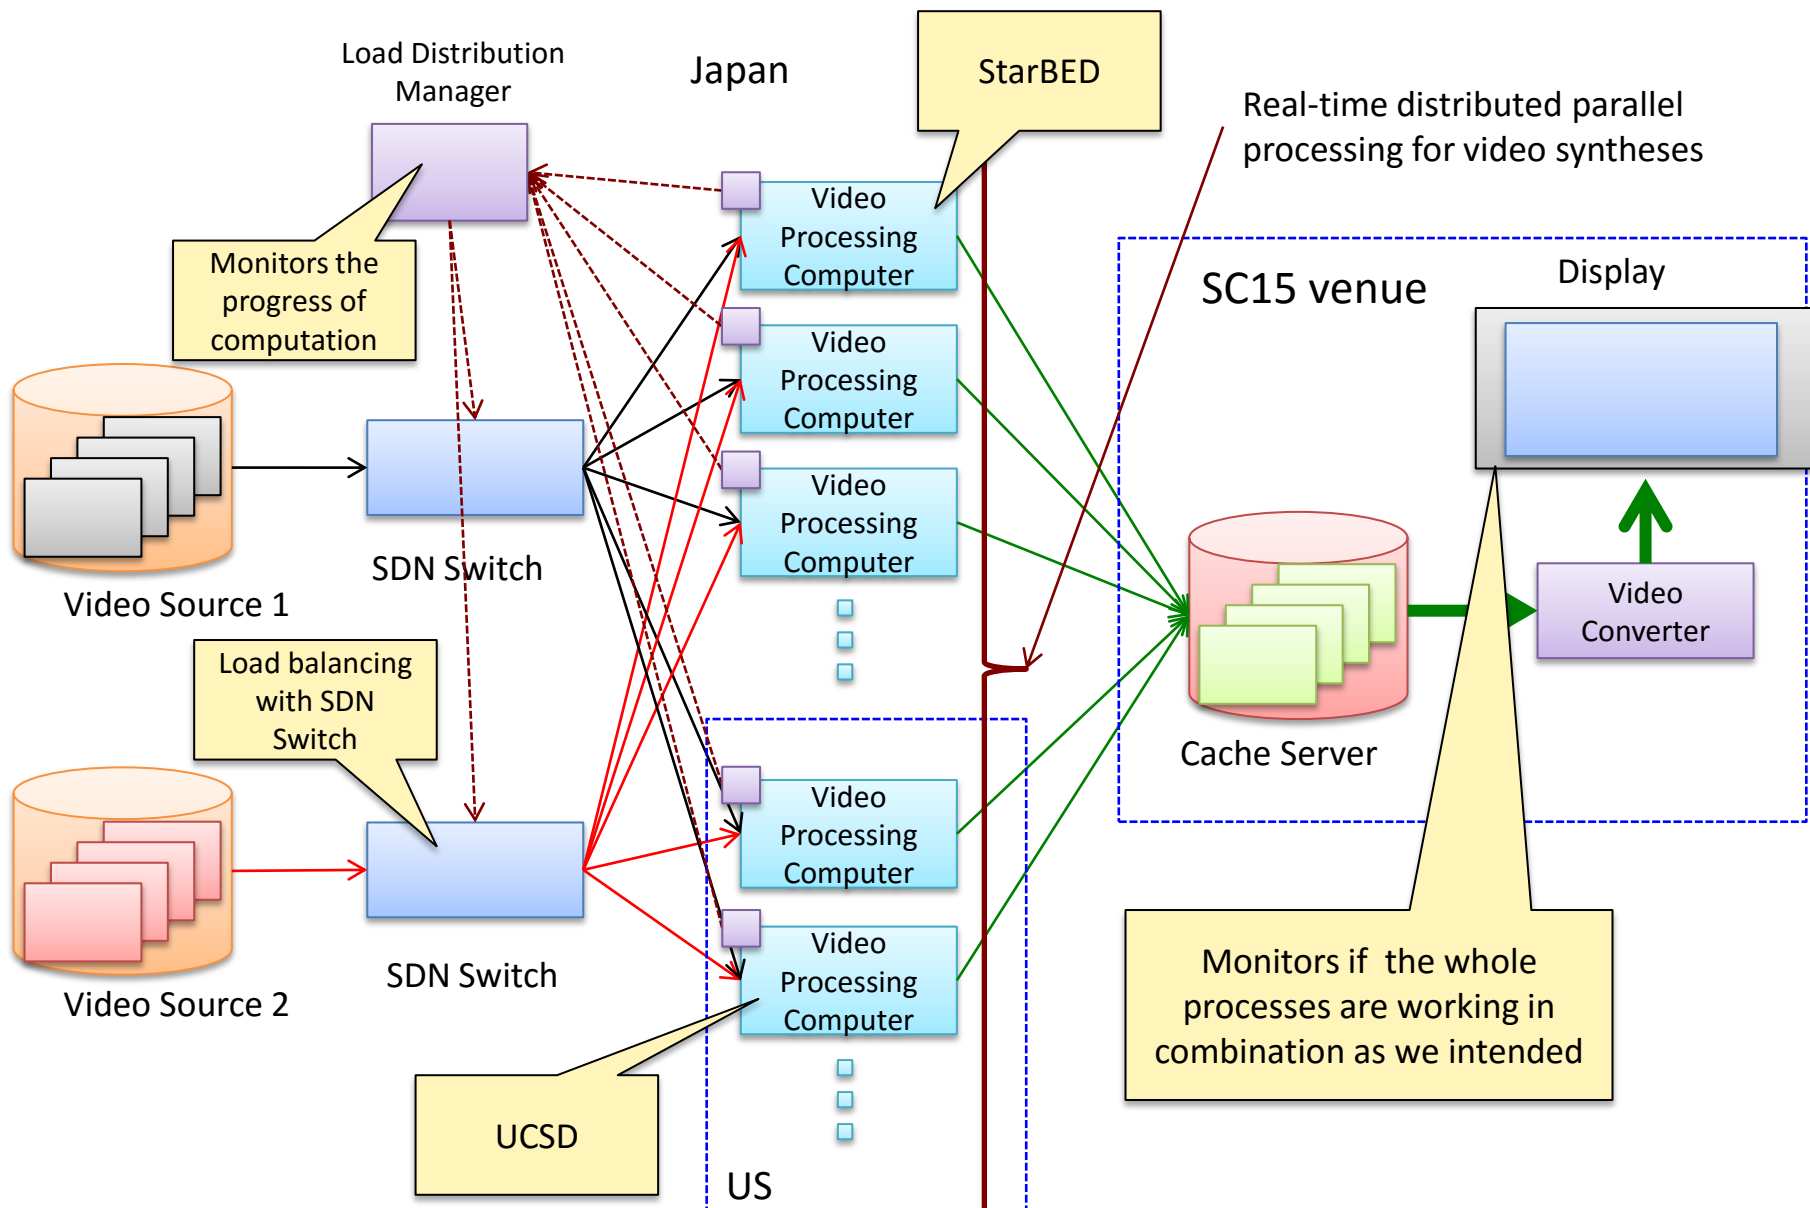 Load Distribution
Manager
Japan
StarBED
Real-time distributed parallel
processing for video syntheses
Monitors the
progress of
computation
Video
Processing
Computer
Video
Processing
Computer
Video
Processing
Computer
SC15 venue
Display
SDN Switch
Video Source 1
Load balancing
with SDN
Switch
Video
Converter
Cache Server
Video
Processing
Computer
Video
Processing
Computer
SDN Switch
Video Source 2
Monitors if  the whole
processes are working in
combination as we intended
UCSD
US